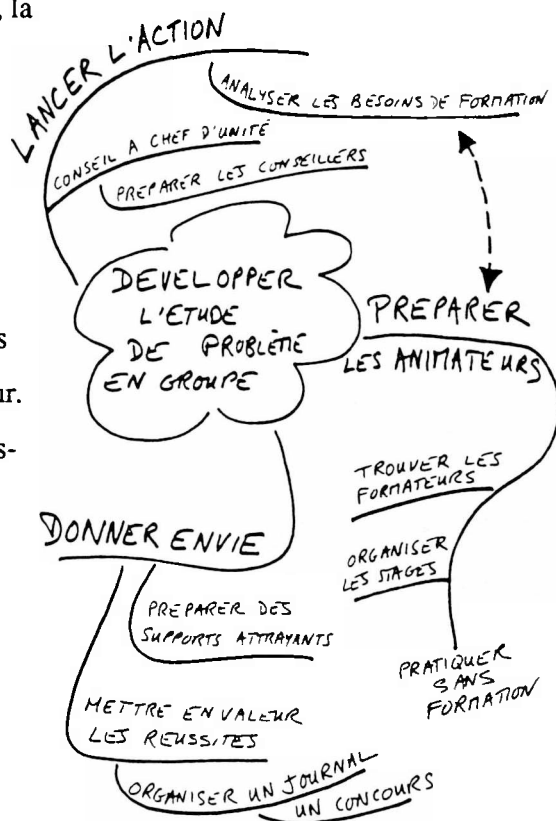 , la
LANCER L'ACTION
ANALYSER LES BESOINS DE FORMATION
CONSEIL A CHEF D'UNITÉ
PREPARER LES CONSEILLERS
DEVELOPPER
L'ETUDE
DE PROBLÈME
EN GROUPE
PREPARER
LES ANIMATEURS
s
ur.
s-
TROUVER LES
FORMATEURS
ORGANISER
LES STAGES
PRATIQUER
SANS
FORMATION
DONNER ENVIE
PREPARER DES
SUPPORTS ATTRAYANTS
METTRE EN VALEUR
LES REUSSITES
ORGANISER UN JOURNAL
UN CONCOURS